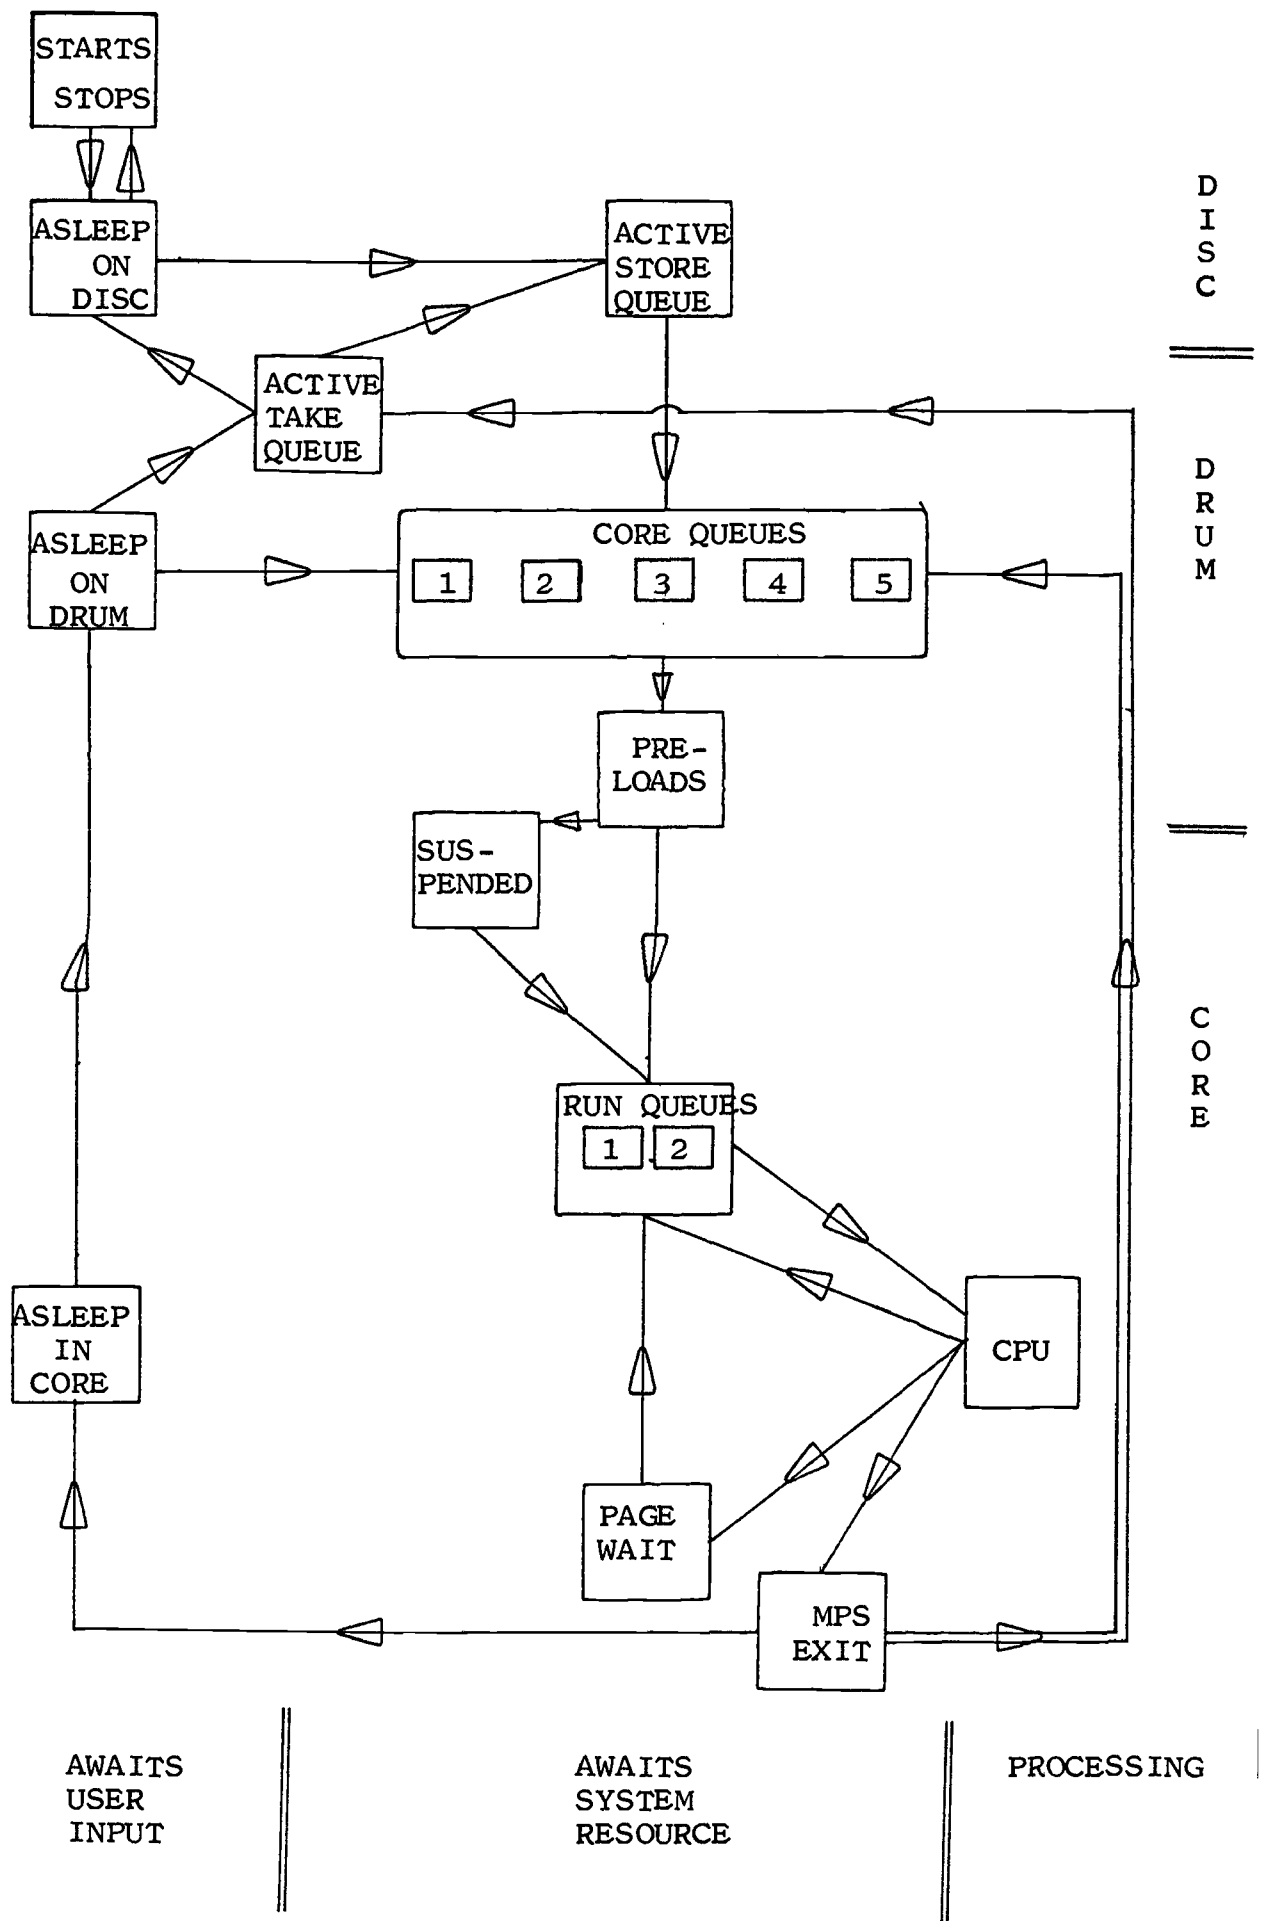 STARTS
STOPS
ASLEEP
ON
DISC
ACTIVE
STORE
QUEUE
D
I
S
C
ACTIVE
TAKE
QUEUE
ASLEEP
ON
DRUM
CORE QUEUES
1 2 3 4 5
D
R
U
M
PRE-
LOADS
SUS-
PENDED
C
O
R
E
RUN QUEUES
1 2
ASLEEP
IN
CORE
CPU
PAGE
WAIT
MPS
EXIT
AWAITS
USER
INPUT
AWAITS
SYSTEM
RESOURCE
PROCESSING